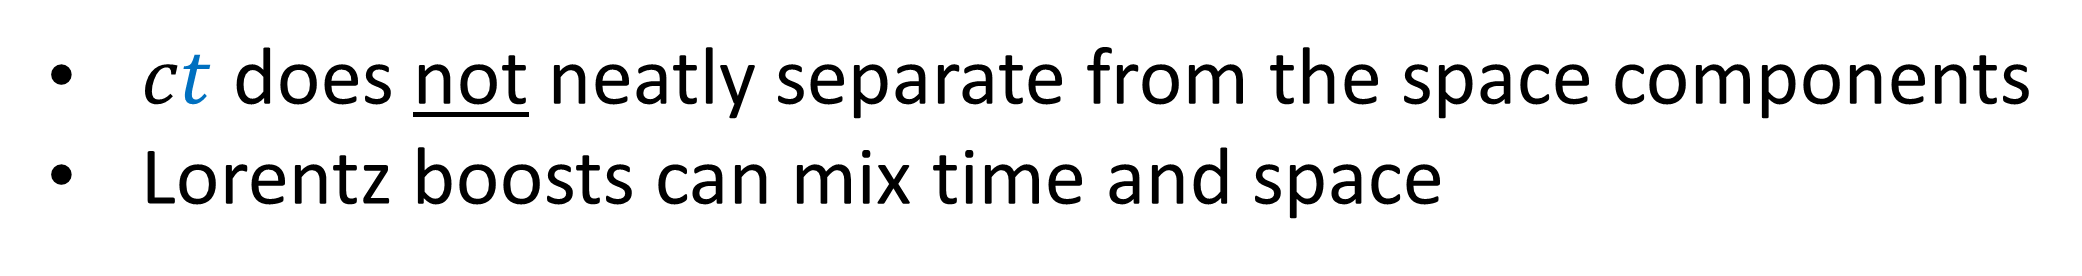 • ct does not neatly separate from the space components
• Lorentz boosts can mix time and space